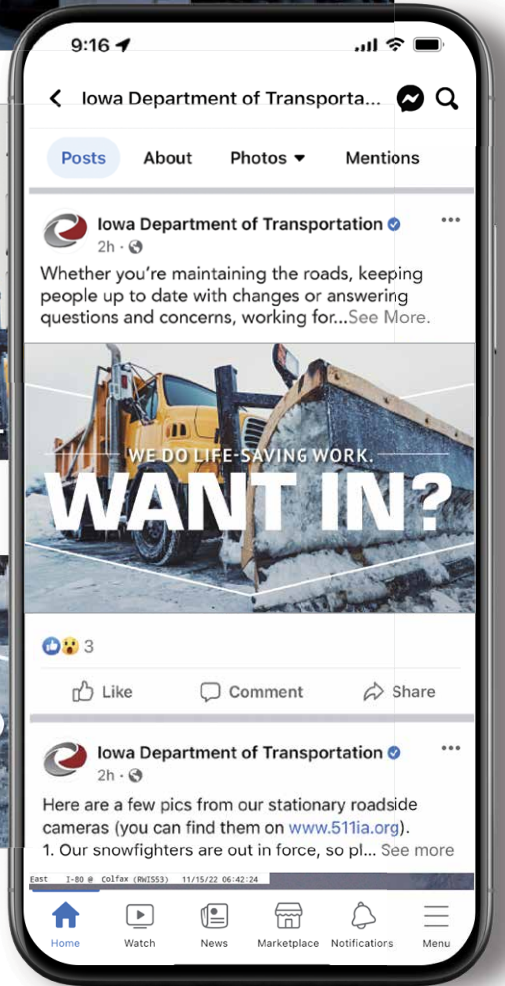 9:16
Iowa Department of Transporta...
Posts About Photos Mentions
Iowa Department of Transportation
2h ·
Whether you're maintaining the roads, keeping
people up to date with changes or answering
questions and concerns, working for...See More.
WE DO LIFE-SAVING WORK.
WANT IN?
3
Like Comment Share
Iowa Department of Transportation
2h ·
Here are a few pics from our stationary roadside
cameras (you can find them on www.511ia.org).
1. Our snowfighters are out in force, so pl... See more
East I-80 @ Colfax (RWIS53) 11/15/22 06:42:24
Home Watch News Marketplace Notifications Menu